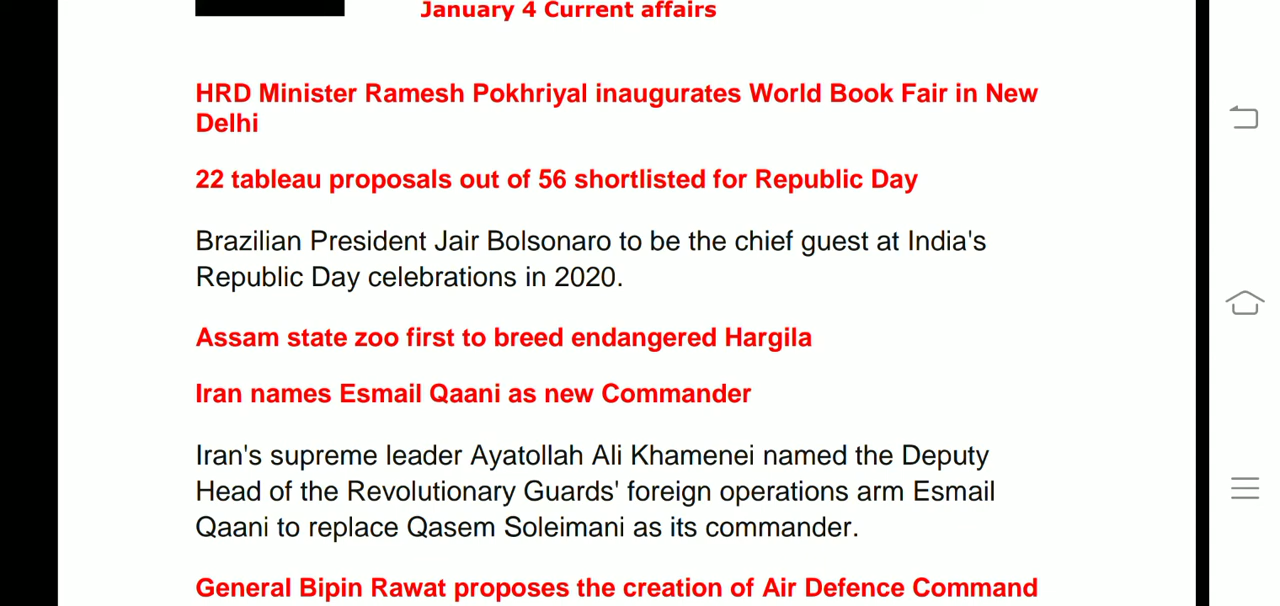 January 4 Current affairs
HRD Minister Ramesh Pokhriyal inaugurates World Book Fair in New
Delhi
22 tableau proposals out of 56 shortlisted for Republic Day
Brazilian President Jair Bolsonaro to be the chief guest at India's
Republic Day celebrations in 2020.
Assam state zoo first to breed endangered Hargila
Iran names Esmail Qaani as new Commander
Iran's supreme leader Ayatollah Ali Khamenei named the Deputy
Head of the Revolutionary Guards' foreign operations arm Esmail
Qaani to replace Qasem Soleimani as its commander.
General Bipin Rawat proposes the creation of Air Defence Command